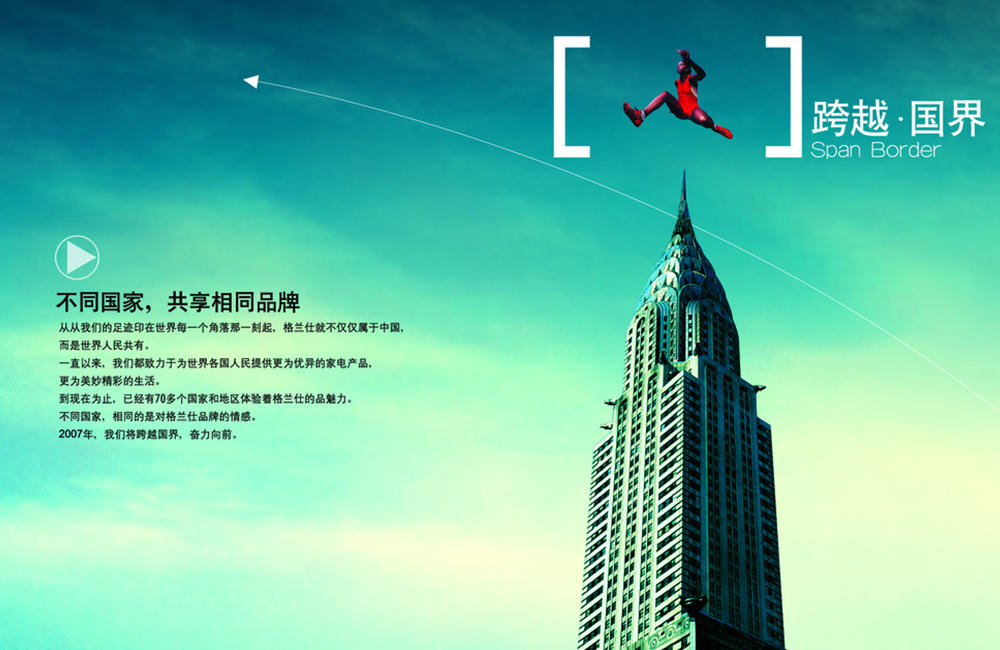 跨越·国界
Span Border
不同国家，共享相同品牌
从从我们的足迹印在世界每一个角落那一刻起，格兰仕就不仅仅属于中国，
而是世界人民共有。
一直以来，我们都致力于为世界各国人民提供更为优异的家电产品，
更为美妙精彩的生活。
到现在为止，已经有70多个国家和地区体验着格兰仕的品魅力。
不同国家，相同的是对格兰仕品牌的情感。
2007年，我们将跨越国界，奋力向前。